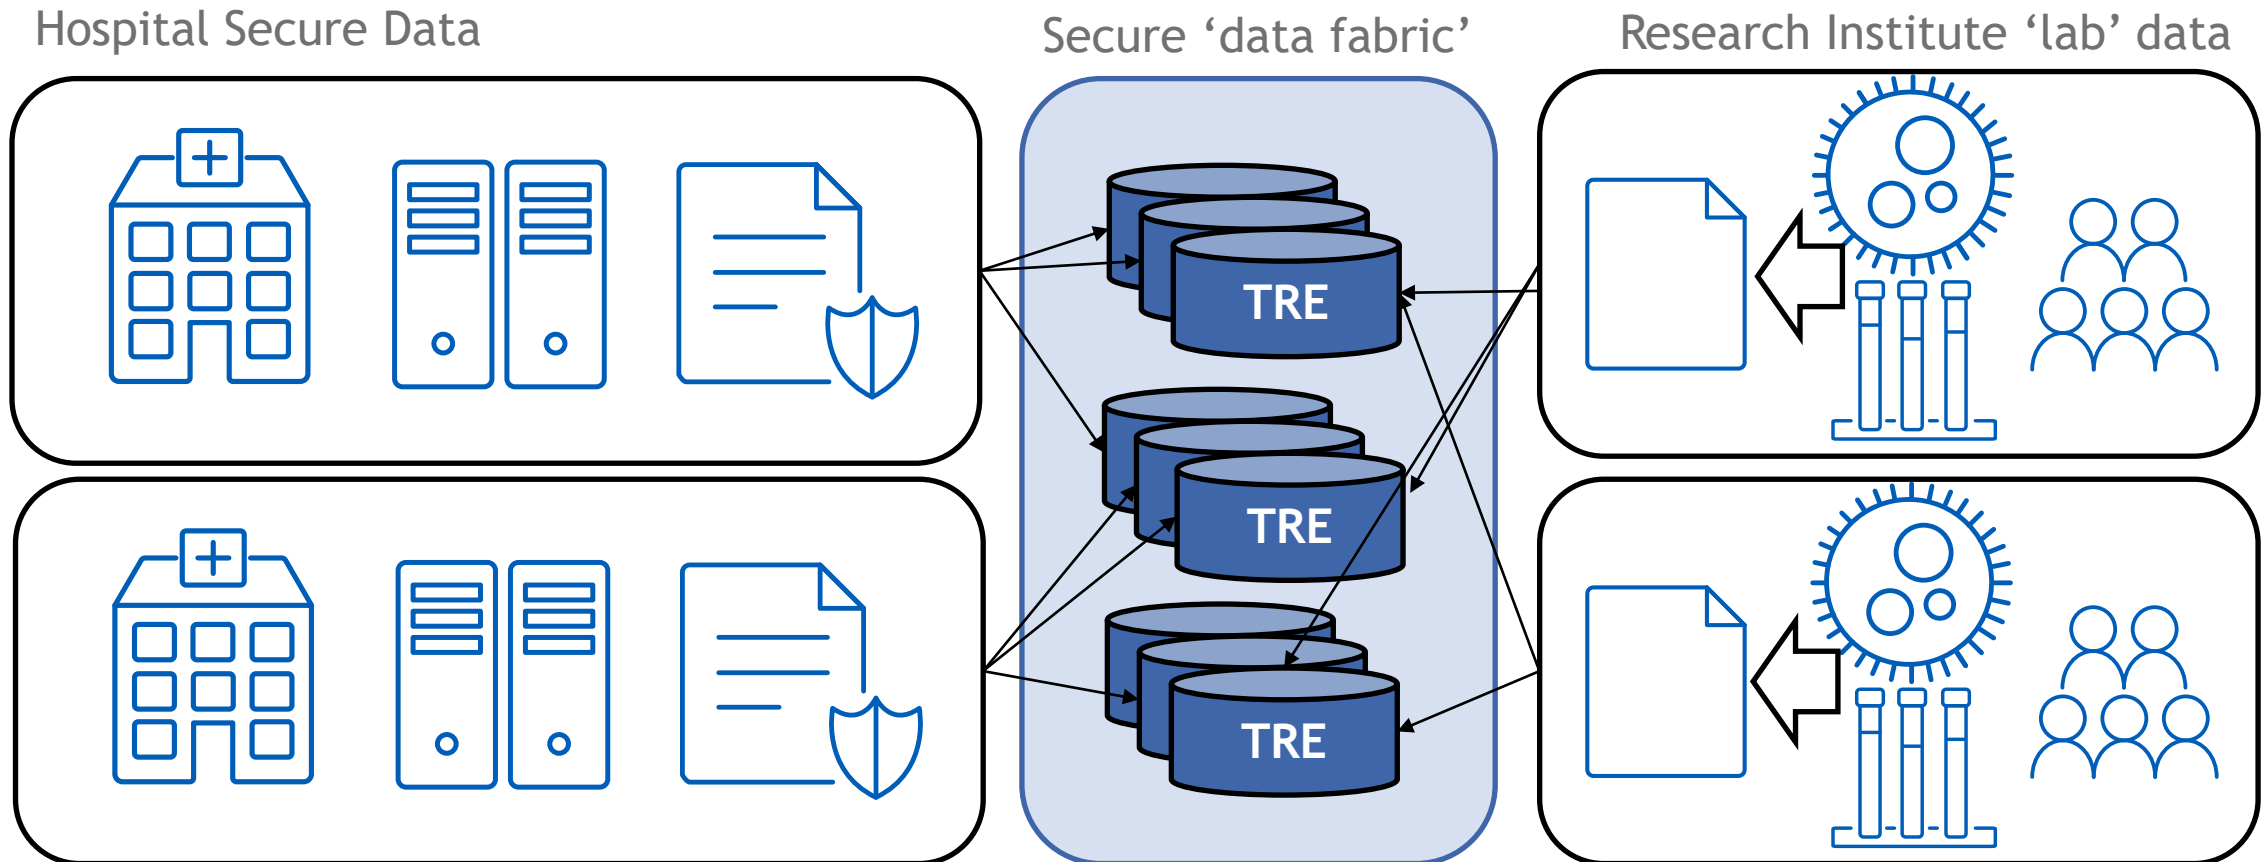 Hospital Secure Data
Secure ‘data fabric’
Research Institute ‘lab’ data
TRE
TRE
TRE